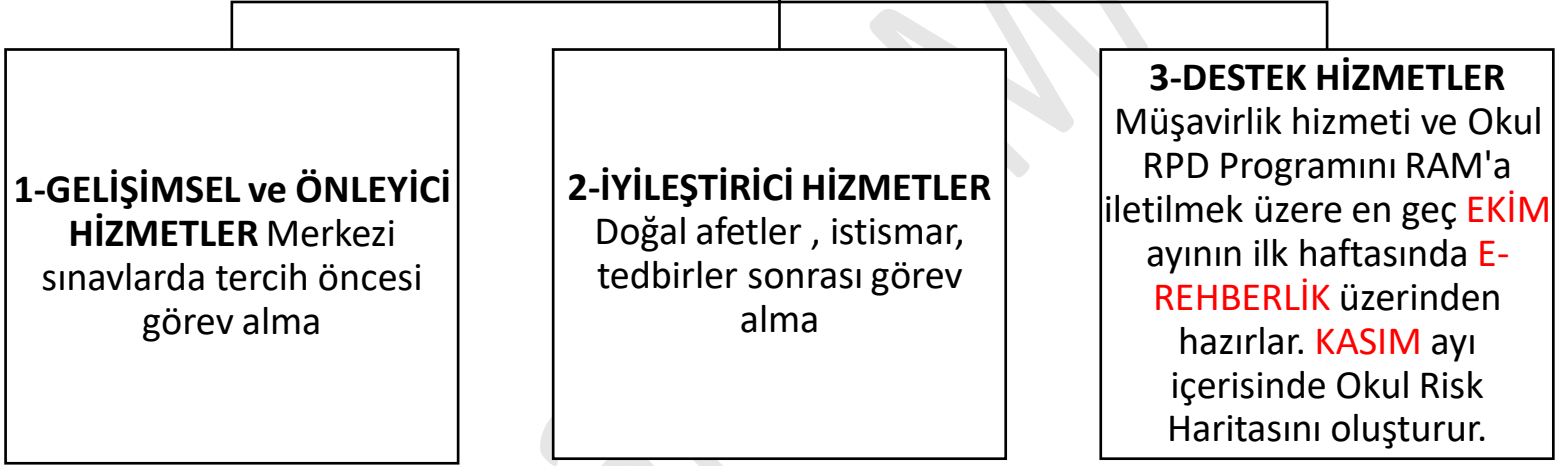 1-GELİŞİMSEL ve ÖNLEYİCİ
HİZMETLER Merkezi
sınavlarda tercih öncesi
görev alma
2-İYİLEŞTİRİCİ HİZMETLER
Doğal afetler , istismar,
tedbirler sonrası görev
alma
3-DESTEK HİZMETLER
Müşavirlik hizmeti ve Okul
RPD Programını RAM'a
iletilmek üzere en geç EKİM
ayının ilk haftasında E-
REHBERLİK üzerinden
hazırlar. KASIM ayı
içerisinde Okul Risk
Haritasını oluşturur.